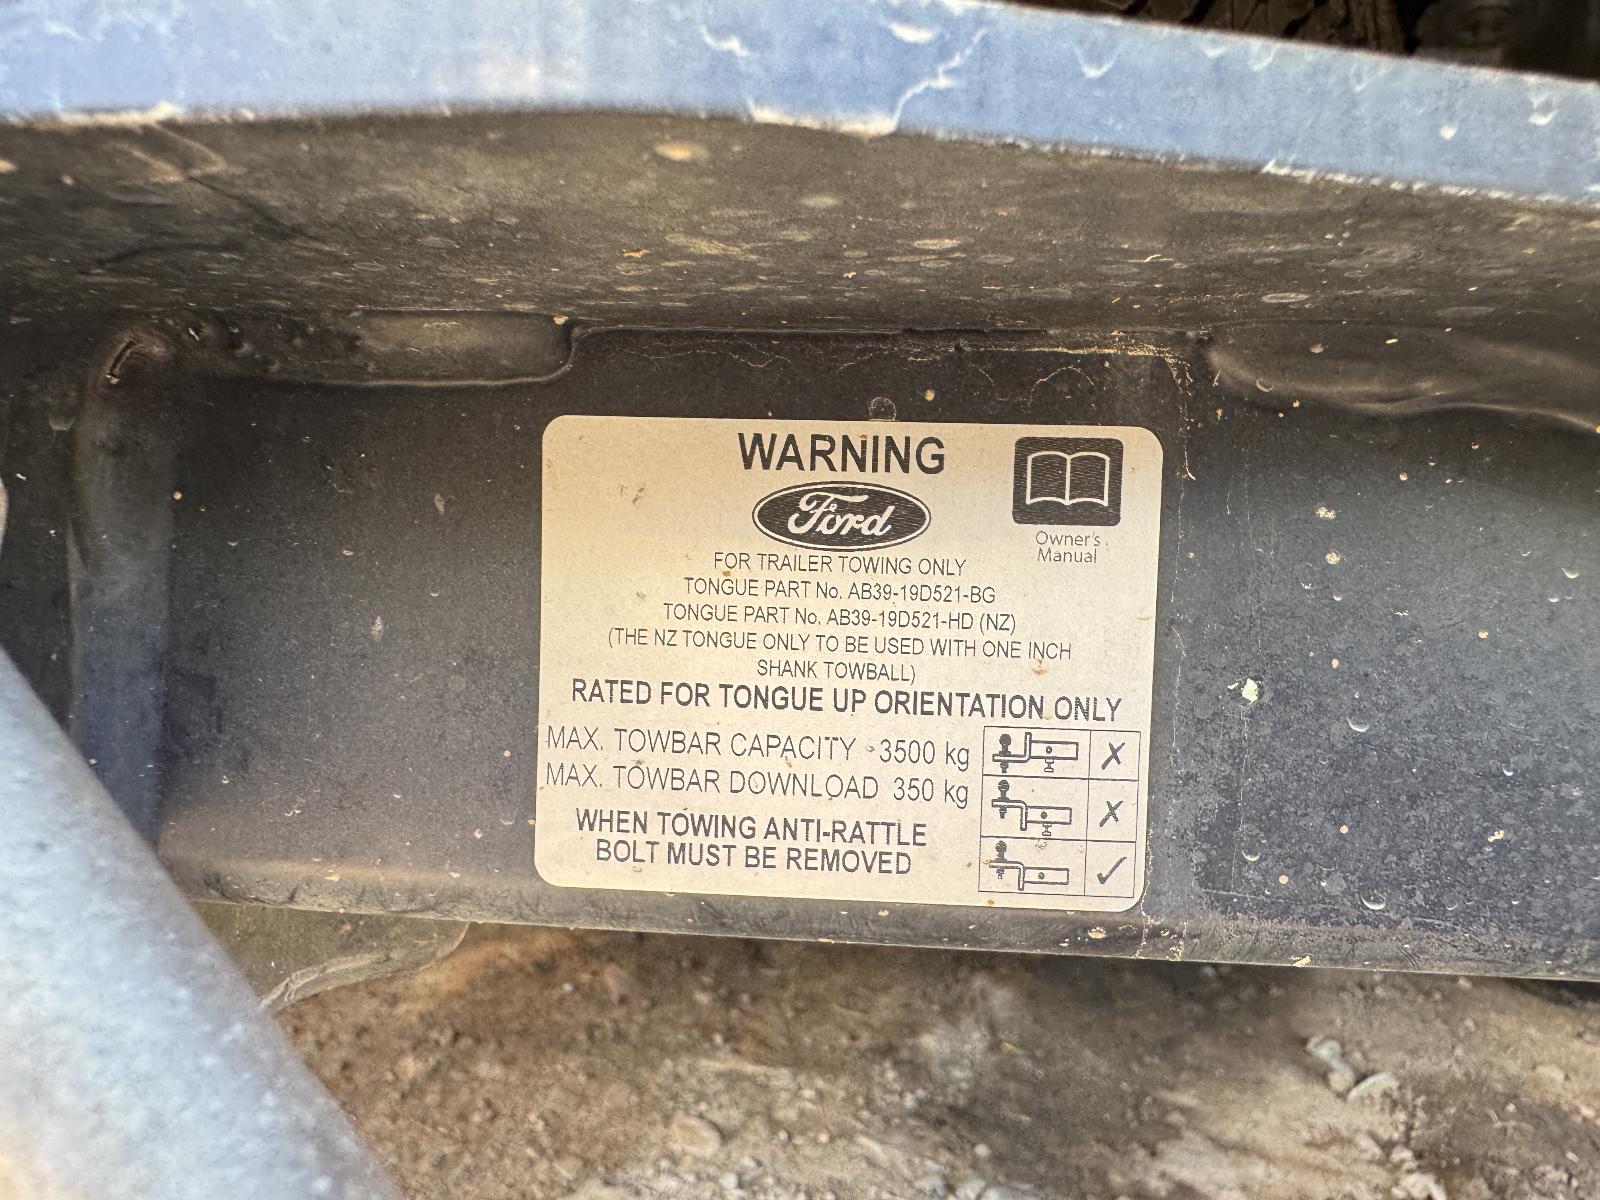 WARNING
Ford
Owner's
Manual
FOR TRAILER TOWING ONLY
TONGUE PART No. AB39-19D521-BG
TONGUE PART No. AB39-19D521-HD (NZ)
(THE NZ TONGUE ONLY TO BE USED WITH ONE INCH
SHANK TOWBALL)
RATED FOR TONGUE UP ORIENTATION ONLY
MAX. TOWBAR CAPACITY - 3500 kg
MAX. TOWBAR DOWNLOAD 350 kg
WHEN TOWING ANTI-RATTLE
BOLT MUST BE REMOVED